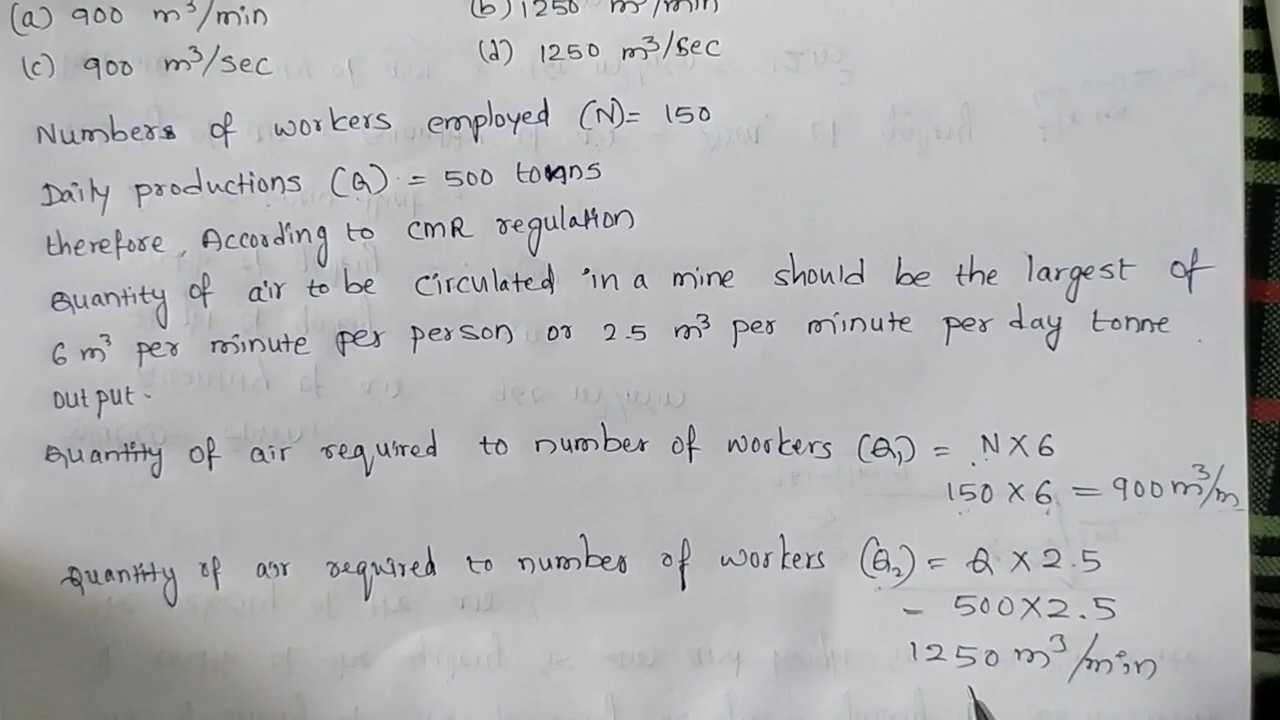 (a) 900 m³/min (b) 1250 m³/min
(c) 900 m³/sec (d) 1250 m³/sec
Numbers of workers employed (N)= 150
Daily productions (Q) = 500 tonns
therefore, According to CMR regulation
Quantity of air to be circulated in a mine should be the largest of
6 m³ per minute per person or 2.5 m³ per minute per day tonne
output.
Quantity of air required to number of workers (Q₁) = N X 6
150 X 6 = 900 m³/m
Quantity of air required to number of workers (Q₂) = Q X 2.5
- 500 X 2.5
1250 m³/min